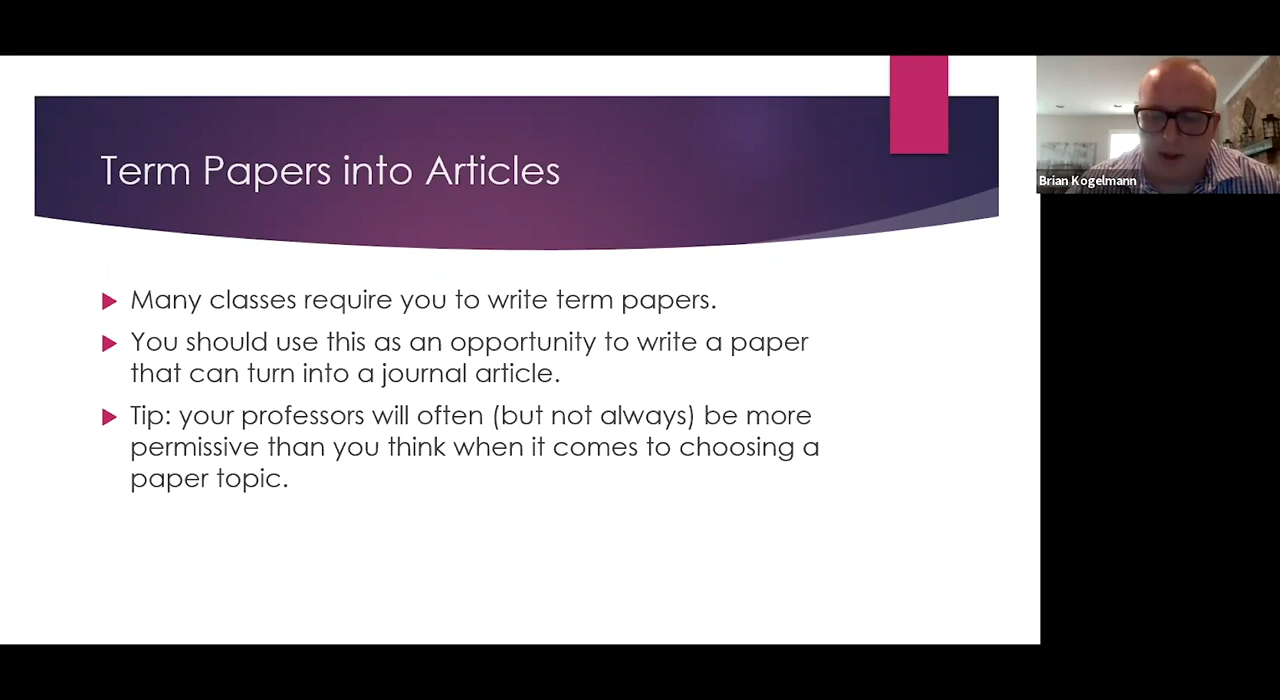 Term Papers into Articles
Many classes require you to write term papers.
You should use this as an opportunity to write a paper
that can turn into a journal article.
Tip: your professors will often (but not always) be more
permissive than you think when it comes to choosing a
paper topic.
Brian Kogelmann